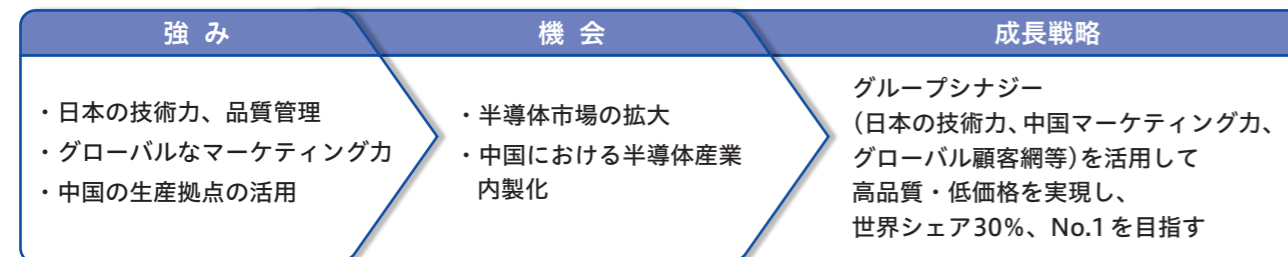 強 み
・日本の技術力、品質管理
・グローバルなマーケティング力
・中国の生産拠点の活用
機 会
・半導体市場の拡大
・中国における半導体産業
内製化
成長戦略
グループシナジー
（日本の技術力、中国マーケティング力、
グローバル顧客網等）を活用して
高品質・低価格を実現し、
世界シェア30%、No.1 を目指す